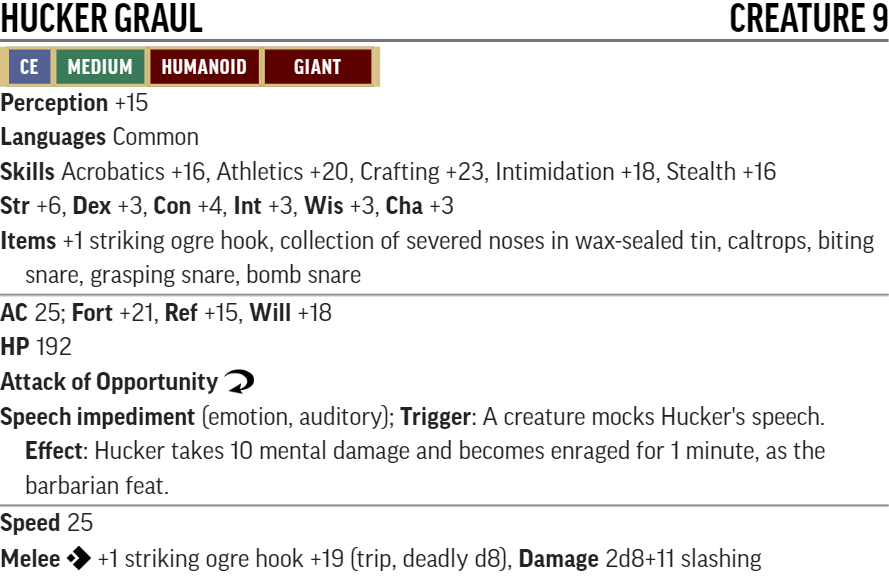 HUCKER GRAUL CREATURE 9
CE MEDIUM HUMANOID GIANT
Perception +15
Languages Common
Skills Acrobatics +16, Athletics +20, Crafting +23, Intimidation +18, Stealth +16
Str +6, Dex +3, Con +4, Int +3, Wis +3, Cha +3
Items +1 striking ogre hook, collection of severed noses in wax-sealed tin, caltrops, biting
snare, grasping snare, bomb snare
AC 25; Fort +21, Ref +15, Will +18
HP 192
Attack of Opportunity
Speech impediment (emotion, auditory); Trigger: A creature mocks Hucker's speech.
Effect: Hucker takes 10 mental damage and becomes enraged for 1 minute, as the
barbarian feat.
Speed 25
Melee +1 striking ogre hook +19 (trip, deadly d8), Damage 2d8+11 slashing